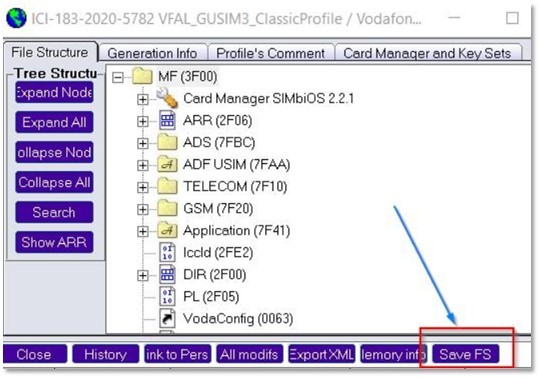 ICI-183-2020-5782 VFAL_GUSIM3_ClassicProfile / Vodafon...
File Structure
Generation Info
Profile's Comment
Card Manager and Key Sets
Tree Structu
Expand Node
Expand All
ollapse Nod
Collapse All
Search
Show ARR
MF (3F00)
Card Manager SIMbiOS 2.2.1
ARR (2F06)
ADS (7FBC)
ADF USIM (7FAA)
TELECOM (7F10)
GSM (7F20)
Application (7F41)
IccId (2FE2)
DIR (2F00)
PL (2F05)
VodaConfig (0063)
Close
History
ink to Pers
All modifs
Export XML
lemory info
Save FS